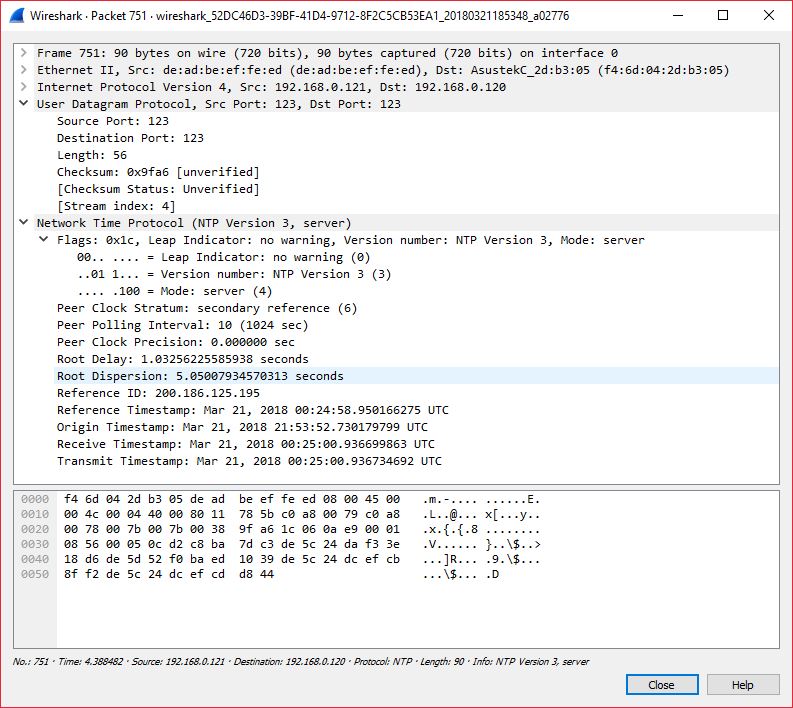 Wireshark · Packet 751 · wireshark_52DC46D3-39BF-41D4-9712-8F2C5CB53EA1_20180321185348_a02776
Frame 751: 90 bytes on wire (720 bits), 90 bytes captured (720 bits) on interface 0
Ethernet II, Src: de:ad:be:ef:fe:ed (de:ad:be:ef:fe:ed), Dst: AsustekC_2d:b3:05 (f4:6d:04:2d:b3:05)
Internet Protocol Version 4, Src: 192.168.0.121, Dst: 192.168.0.120
User Datagram Protocol, Src Port: 123, Dst Port: 123
Source Port: 123
Destination Port: 123
Length: 56
Checksum: 0x9fa6 [unverified]
[Checksum Status: Unverified]
[Stream index: 4]
Network Time Protocol (NTP Version 3, server)
Flags: 0x1c, Leap Indicator: no warning, Version number: NTP Version 3, Mode: server
00.. .... = Leap Indicator: no warning (0)
..01 1... = Version number: NTP Version 3 (3)
.... .100 = Mode: server (4)
Peer Clock Stratum: secondary reference (6)
Peer Polling Interval: 10 (1024 sec)
Peer Clock Precision: 0.000000 sec
Root Delay: 1.03256225585938 seconds
Root Dispersion: 5.05007934570313 seconds
Reference ID: 200.186.125.195
Reference Timestamp: Mar 21, 2018 00:24:58.950166275 UTC
Origin Timestamp: Mar 21, 2018 21:53:52.730179799 UTC
Receive Timestamp: Mar 21, 2018 00:25:00.936699863 UTC
Transmit Timestamp: Mar 21, 2018 00:25:00.936734692 UTC
0000 f4 6d 04 2d b3 05 de ad be ef fe ed 08 00 45 00 .m.-.... ......E.
0010 00 4c 00 04 40 00 80 11 78 5b c0 a8 00 79 c0 a8 .L..@... x[...y..
0020 00 78 00 7b 00 7b 00 38 9f a6 1c 06 0a e9 00 01 .x.{.{.8 ........
0030 08 56 00 05 0c d2 c8 ba 7d c3 de 5c 24 da f3 3e .V...... }..\$..>
0040 18 d6 de 5d 52 f0 ba ed 10 39 de 5c 24 dc ef cb ...]R... .9.\$...
0050 8f f2 de 5c 24 dc ef cd d8 44 ...\$... .D
No.: 751 · Time: 4.388482 · Source: 192.168.0.121 · Destination: 192.168.0.120 · Protocol: NTP · Length: 90 · Info: NTP Version 3, server
Close Help